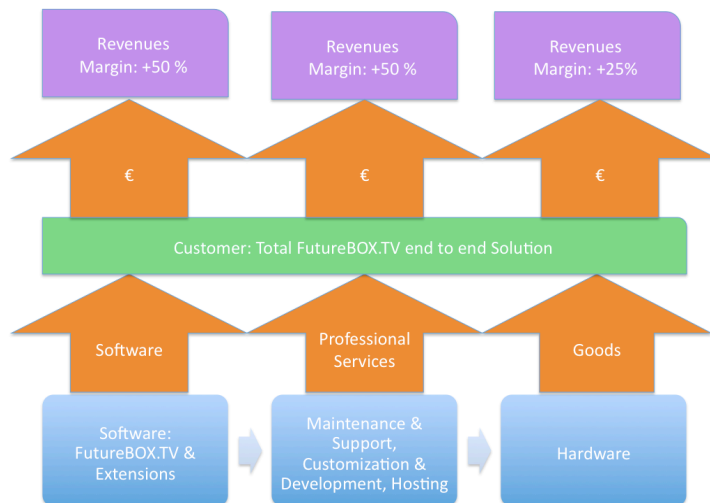 Revenues
Margin: +50 %
Revenues
Margin: +50 %
Revenues
Margin: +25%
€
€
€
Customer: Total FutureBOX.TV end to end Solution
Software
Professional
Services
Goods
Software:
FutureBOX.TV &
Extensions
Maintenance &
Support,
Customization &
Development, Hosting
Hardware